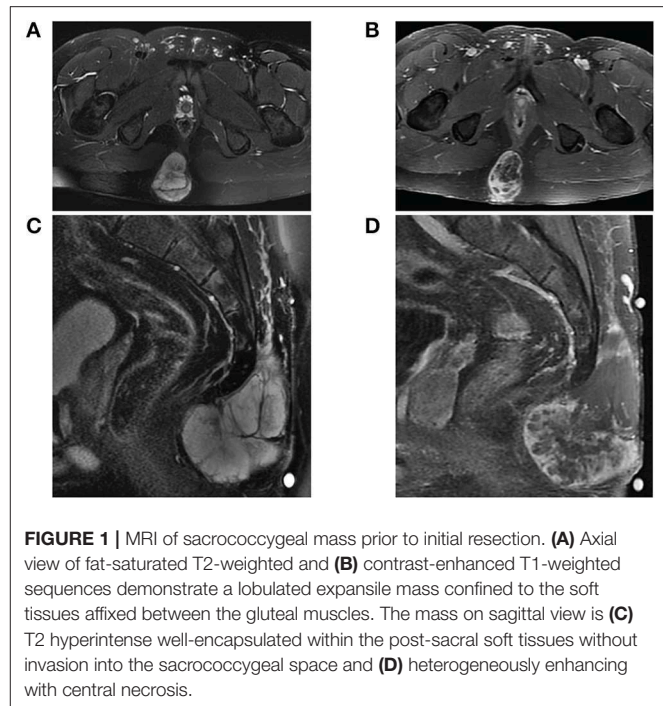 A
B
C
D
FIGURE 1 | MRI of sacrococcygeal mass prior to initial resection. (A) Axial
view of fat-saturated T2-weighted and (B) contrast-enhanced T1-weighted
sequences demonstrate a lobulated expansile mass confined to the soft
tissues affixed between the gluteal muscles. The mass on sagittal view is (C)
T2 hyperintense well-encapsulated within the post-sacral soft tissues without
invasion into the sacrococcygeal space and (D) heterogeneously enhancing
with central necrosis.